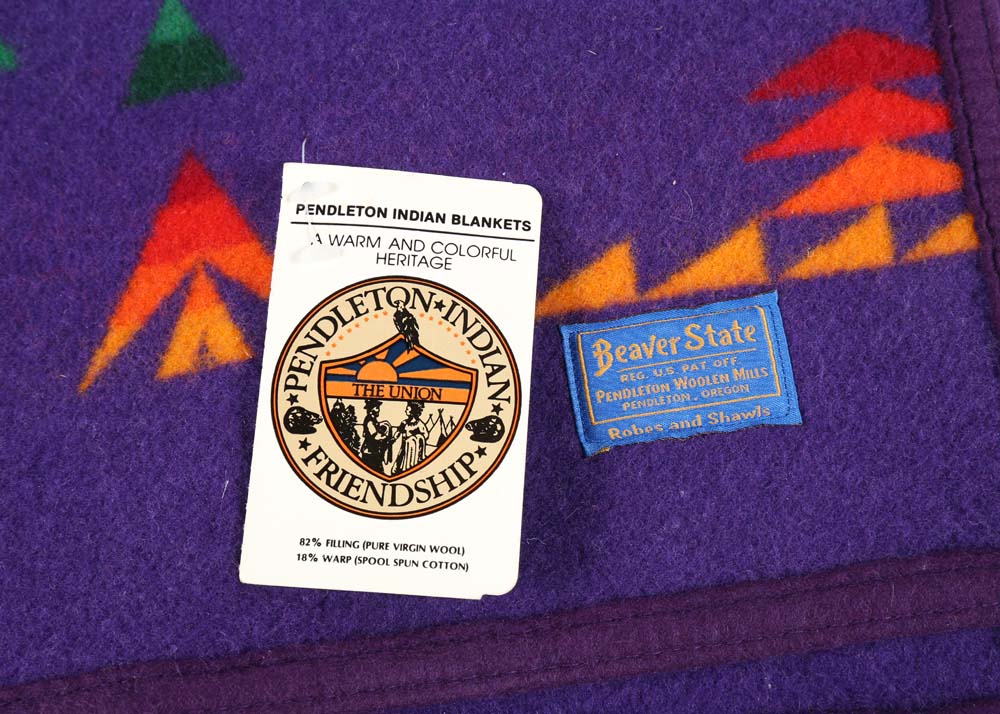 PENDLETON INDIAN BLANKETS
A WARM AND COLORFUL
HERITAGE
PENDLETON★INDIAN★FRIENDSHIP★
THE UNION
82% FILLING (PURE VIRGIN WOOL)
18% WARP (SPOOL SPUN COTTON)
Beaver State
REG. U.S. PAT. OFF.
PENDLETON WOOLEN MILLS
PENDLETON, OREGON
Robes and Shawls